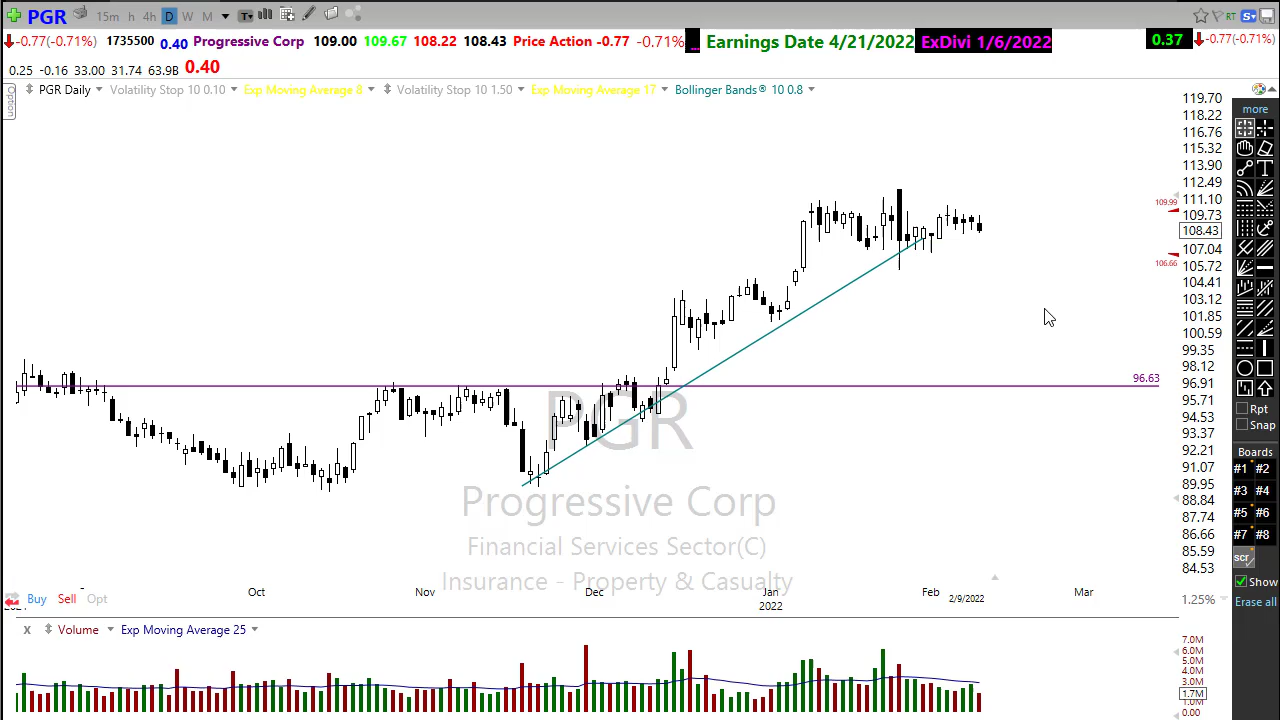 PGR 15m h 4h D W M T RT S
-0.77(-0.71%) 1735500 0.40 Progressive Corp 109.00 109.67 108.22 108.43 Price Action -0.77 -0.71% ... Earnings Date 4/21/2022 ExDivi 1/6/2022 0.37 -0.77(-0.71%)
0.25 -0.16 33.00 31.74 63.9B 0.40
Option
PGR Daily Volatility Stop 10 0.10 Exp Moving Average 8 Volatility Stop 10 1.50 Exp Moving Average 17 Bollinger Bands® 10 0.8
119.70
118.22
116.76
115.32
113.90
112.49
111.10
109.99
109.73
108.43
107.04
106.66
105.72
104.41
103.12
101.85
100.59
99.35
98.12
96.63
96.91
95.71
94.53
93.37
92.21
91.07
89.95
88.84
87.74
86.66
85.59
84.53
more
T
Rpt
Snap
Boards
#1 #2
#3 #4
#5 #6
#7 #8
scr
Show
Erase all
PGR
Progressive Corp
Financial Services Sector(C)
Insurance - Property & Casualty
Oct Nov Dec Jan Feb Mar
2022 2/9/2022
Buy Sell Opt
1.25%
x Volume Exp Moving Average 25
7.0M
6.0M
5.0M
4.0M
3.0M
1.7M
1.0M
0.00